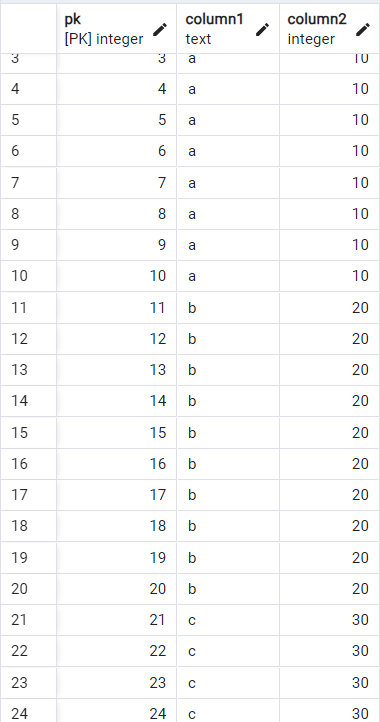 pk column1 column2
[PK] integer text integer
3 3 a 10
4 4 a 10
5 5 a 10
6 6 a 10
7 7 a 10
8 8 a 10
9 9 a 10
10 10 a 10
11 11 b 20
12 12 b 20
13 13 b 20
14 14 b 20
15 15 b 20
16 16 b 20
17 17 b 20
18 18 b 20
19 19 b 20
20 20 b 20
21 21 c 30
22 22 c 30
23 23 c 30
24 24 c 30